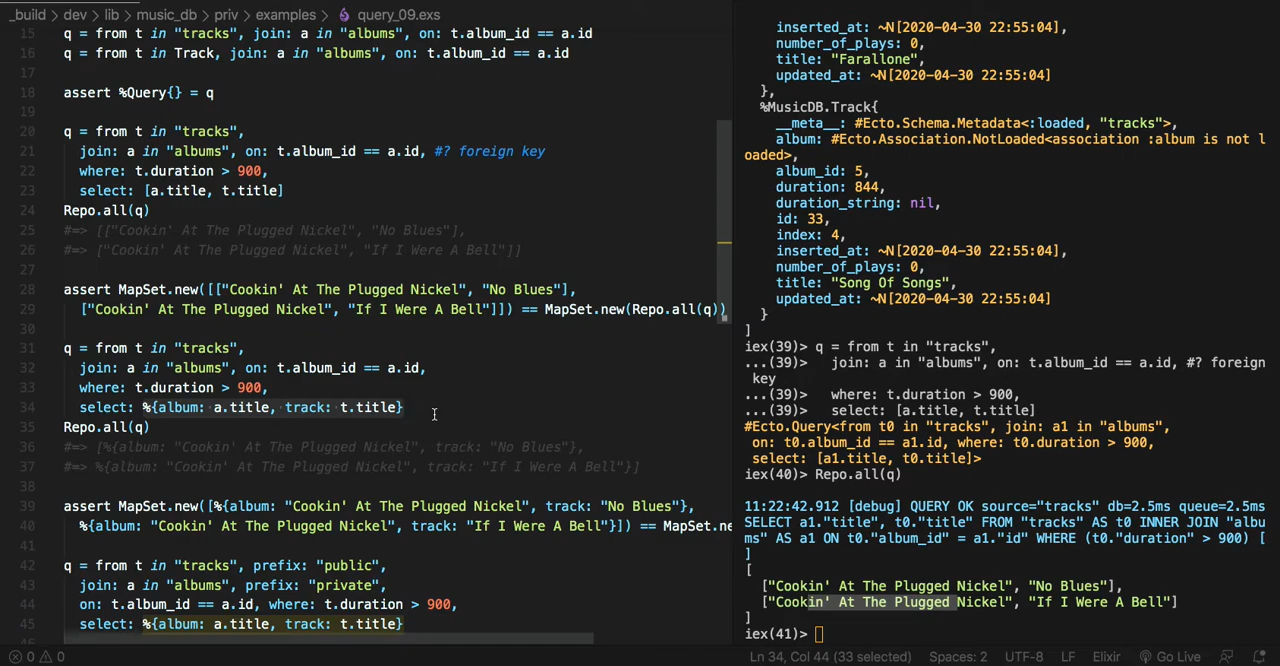 _build > dev > lib > music_db > priv > examples > query_09.exs
15 q = from t in "tracks", join: a in "albums", on: t.album_id == a.id
16 q = from t in Track, join: a in "albums", on: t.album_id == a.id
17
18 assert %Query{} = q
19
20 q = from t in "tracks",
21 join: a in "albums", on: t.album_id == a.id, #? foreign key
22 where: t.duration > 900,
23 select: [a.title, t.title]
24 Repo.all(q)
25 #=> [["Cookin' At The Plugged Nickel", "No Blues"],
26 #=> ["Cookin' At The Plugged Nickel", "If I Were A Bell"]]
27
28 assert MapSet.new([["Cookin' At The Plugged Nickel", "No Blues"],
29 ["Cookin' At The Plugged Nickel", "If I Were A Bell"]]) == MapSet.new(Repo.all(q))
30
31 q = from t in "tracks",
32 join: a in "albums", on: t.album_id == a.id,
33 where: t.duration > 900,
34 select: %{album: a.title, track: t.title}
35 Repo.all(q)
36 #=> [%{album: "Cookin' At The Plugged Nickel", track: "No Blues"},
37 #=> %{album: "Cookin' At The Plugged Nickel", track: "If I Were A Bell"}]
38
39 assert MapSet.new([%{album: "Cookin' At The Plugged Nickel", track: "No Blues"},
40 %{album: "Cookin' At The Plugged Nickel", track: "If I Were A Bell"}]) == MapSet.ne
41
42 q = from t in "tracks", prefix: "public",
43 join: a in "albums", prefix: "private",
44 on: t.album_id == a.id, where: t.duration > 900,
45 select: %{album: a.title, track: t.title}
inserted_at: ~N[2020-04-30 22:55:04],
number_of_plays: 0,
title: "Farallone",
updated_at: ~N[2020-04-30 22:55:04]
},
%MusicDB.Track{
__meta__: #Ecto.Schema.Metadata<:loaded, "tracks">,
album: #Ecto.Association.NotLoaded<association :album is not l
oaded>,
album_id: 5,
duration: 844,
duration_string: nil,
id: 33,
index: 4,
inserted_at: ~N[2020-04-30 22:55:04],
number_of_plays: 0,
title: "Song Of Songs",
updated_at: ~N[2020-04-30 22:55:04]
}
]
iex(39)> q = from t in "tracks",
...(39)> join: a in "albums", on: t.album_id == a.id, #? foreign
key
...(39)> where: t.duration > 900,
...(39)> select: [a.title, t.title]
#Ecto.Query<from t0 in "tracks", join: a1 in "albums",
on: t0.album_id == a1.id, where: t0.duration > 900,
select: [a1.title, t0.title]>
iex(40)> Repo.all(q)
11:22:42.912 [debug] QUERY OK source="tracks" db=2.5ms queue=2.5ms
SELECT a1."title", t0."title" FROM "tracks" AS t0 INNER JOIN "albu
ms" AS a1 ON t0."album_id" = a1."id" WHERE (t0."duration" > 900) [
]
[
["Cookin' At The Plugged Nickel", "No Blues"],
["Cookin' At The Plugged Nickel", "If I Were A Bell"]
]
iex(41)>
0 0 Ln 34, Col 44 (33 selected) Spaces: 2 UTF-8 LF Elixir Go Live